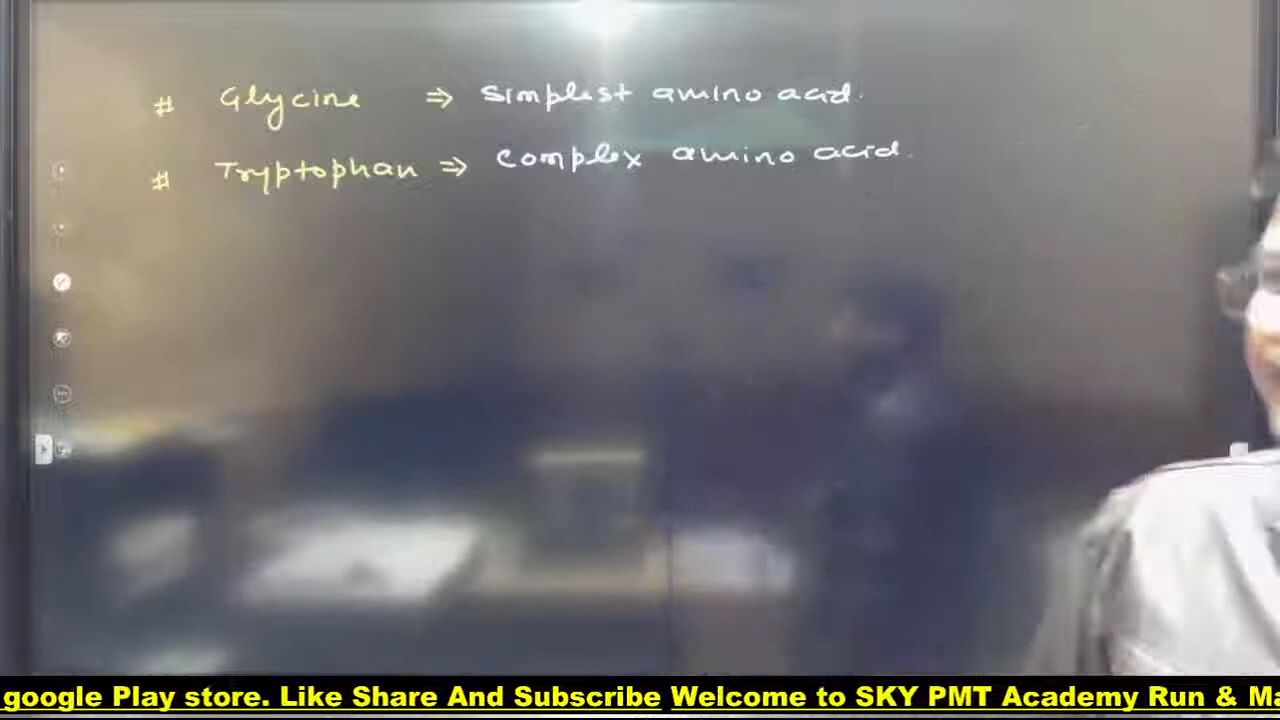 # Glycine ⇒ Simplest amino acid.
# Tryptophan ⇒ Complex amino acid.
google Play store. Like Share And Subscribe Welcome to SKY PMT Academy Run & Ma